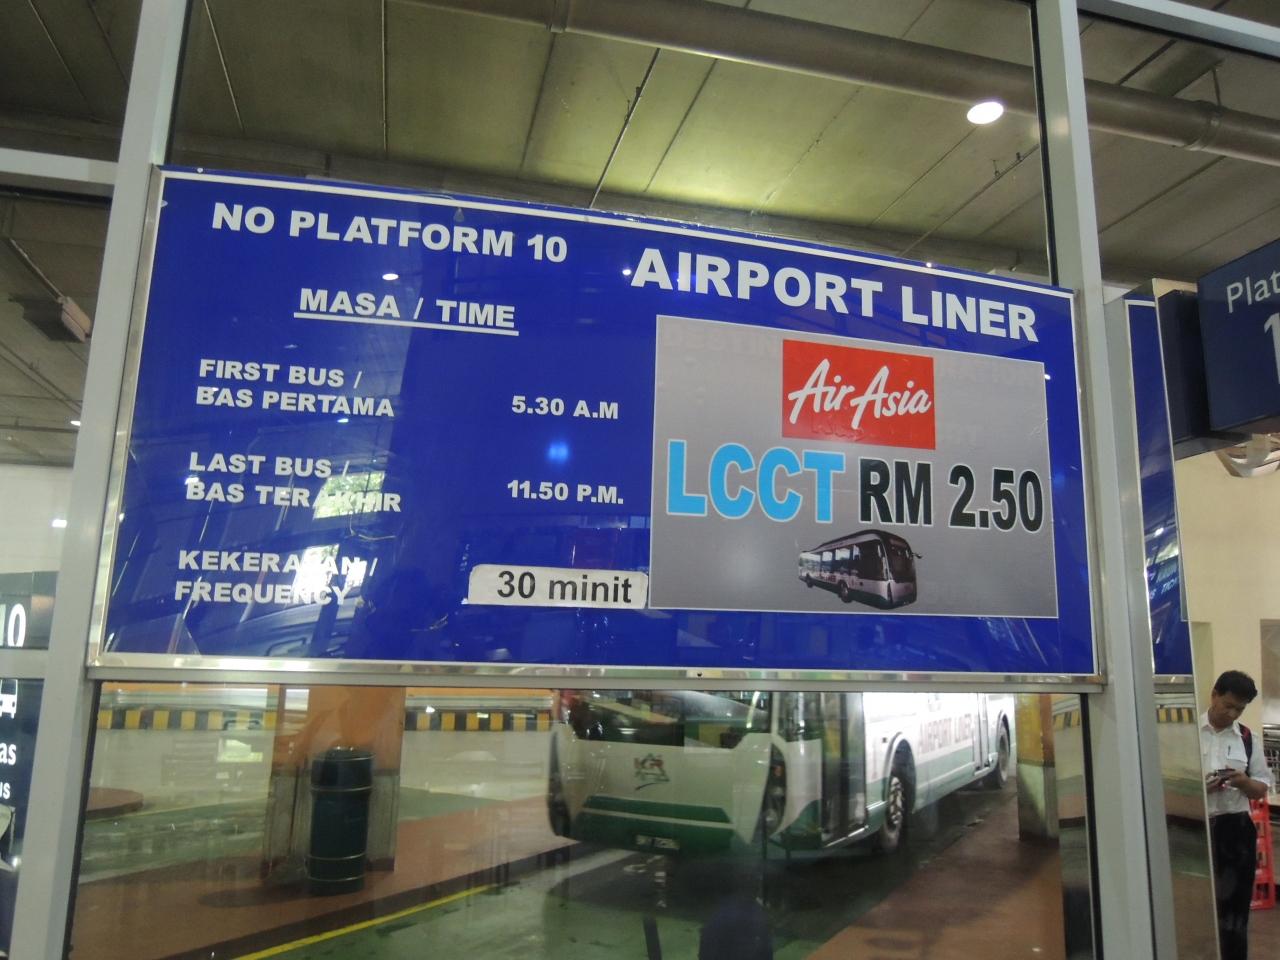 NO PLATFORM 10
AIRPORT LINER
MASA / TIME
FIRST BUS /
BAS PERTAMA
5.30 A.M
LAST BUS /
BAS TERAKHIR
11.50 P.M.
KEKERAPAN /
FREQUENCY
30 minit
AirAsia
LCCT RM 2.50
AIRPORT LINER
10